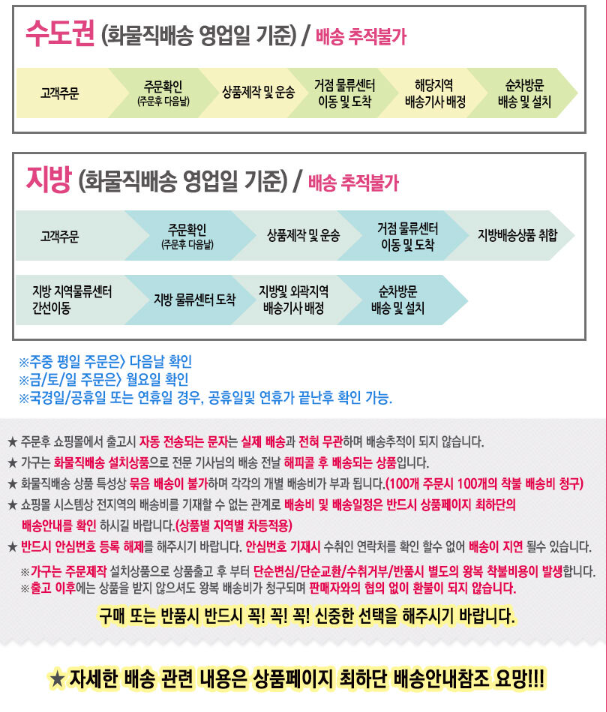 수도권 (화물직배송 영업일 기준) / 배송 추적불가
고객주문
주문확인
(주문후 다음날)
상품제작 및 운송
거점 물류센터
이동 및 도착
해당지역
배송기사 배정
순차방문
배송 및 설치
지방 (화물직배송 영업일 기준) / 배송 추적불가
고객주문
주문확인
(주문후 다음날)
상품제작 및 운송
거점 물류센터
이동 및 도착
지방배송상품 취합
지방 지역물류센터
간선이동
지방 물류센터 도착
지방및 외곽지역
배송기사 배정
순차방문
배송 및 설치
※주중 평일 주문은> 다음날 확인
※금/토/일 주문은> 월요일 확인
※국경일/공휴일 또는 연휴일 경우, 공휴일및 연휴가 끝난후 확인 가능.
★ 주문후 쇼핑몰에서 출고시 자동 전송되는 문자는 실제 배송과 전혀 무관하며 배송추적이 되지 않습니다.
★ 가구는 화물직배송 설치상품으로 전문 기사님의 배송 전날 해피콜 후 배송되는 상품입니다.
★ 화물직배송 상품 특성상 묶음 배송이 불가하며 각각의 개별 배송비가 부과 됩니다.(100개 주문시 100개의 착불 배송비 청구)
★ 쇼핑몰 시스템상 전지역의 배송비를 기재할 수 없는 관계로 배송비 및 배송일정은 반드시 상품페이지 최하단의
배송안내를 확인 하시길 바랍니다.(상품별 지역별 차등적용)
★ 반드시 안심번호 등록 해제를 해주시기 바랍니다. 안심번호 기재시 수취인 연락처를 확인 할수 없어 배송이 지연 될수 있습니다.
※가구는 주문제작 설치상품으로 상품출고 후 부터 단순변심/단순교환/수취거부/반품시 별도의 왕복 착불비용이 발생합니다.
※출고 이후에는 상품을 받지 않으셔도 왕복 배송비가 청구되며 판매자와의 협의 없이 환불이 되지 않습니다.
구매 또는 반품시 반드시 꼭! 꼭! 꼭! 신중한 선택을 해주시기 바랍니다.
★ 자세한 배송 관련 내용은 상품페이지 최하단 배송안내참조 요망!!!